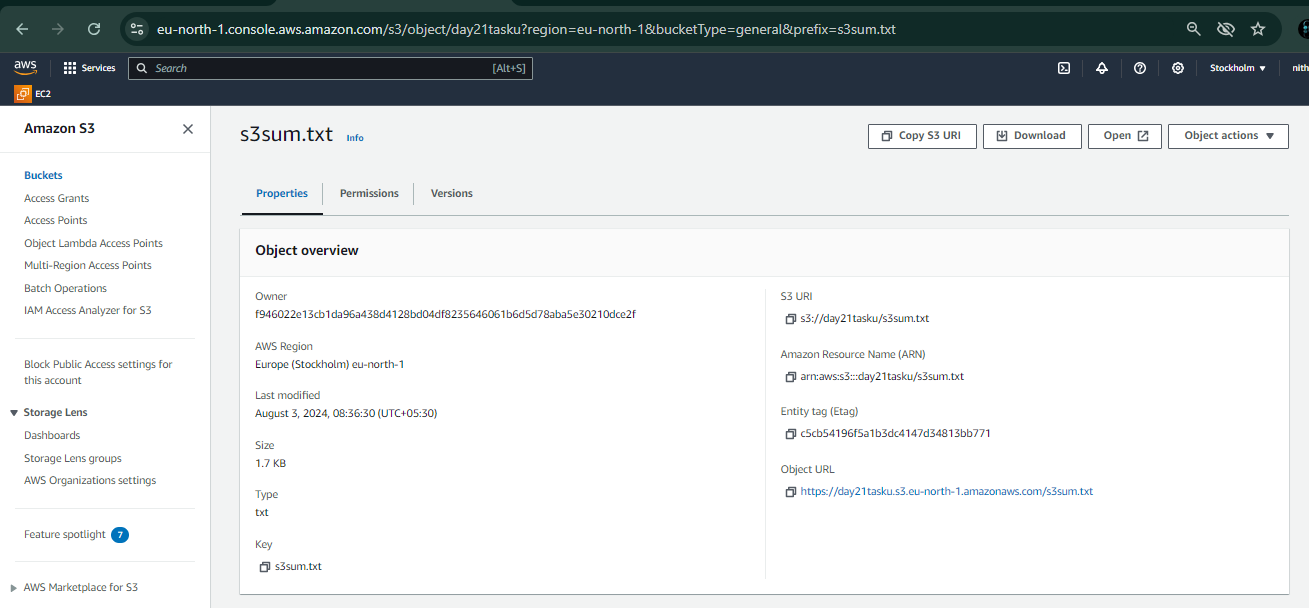 eu-north-1.console.aws.amazon.com/s3/object/day21tasku?region=eu-north-1&bucketType=general&prefix=s3sum.txt
aws
Services
Search
[Alt+S]
Stockholm
nith
EC2
Amazon S3
Buckets
Access Grants
Access Points
Object Lambda Access Points
Multi-Region Access Points
Batch Operations
IAM Access Analyzer for S3
Block Public Access settings for
this account
Storage Lens
Dashboards
Storage Lens groups
AWS Organizations settings
Feature spotlight 7
AWS Marketplace for S3
s3sum.txt Info
Copy S3 URI
Download
Open
Object actions
Properties
Permissions
Versions
Object overview
Owner
f946022e13cb1da96a438d4128bd04df8235646061b6d5d78aba5e30210dce2f
AWS Region
Europe (Stockholm) eu-north-1
Last modified
August 3, 2024, 08:36:30 (UTC+05:30)
Size
1.7 KB
Type
txt
Key
s3sum.txt
S3 URI
s3://day21tasku/s3sum.txt
Amazon Resource Name (ARN)
arn:aws:s3:::day21tasku/s3sum.txt
Entity tag (Etag)
c5cb54196f5a1b3dc4147d34813bb771
Object URL
https://day21tasku.s3.eu-north-1.amazonaws.com/s3sum.txt